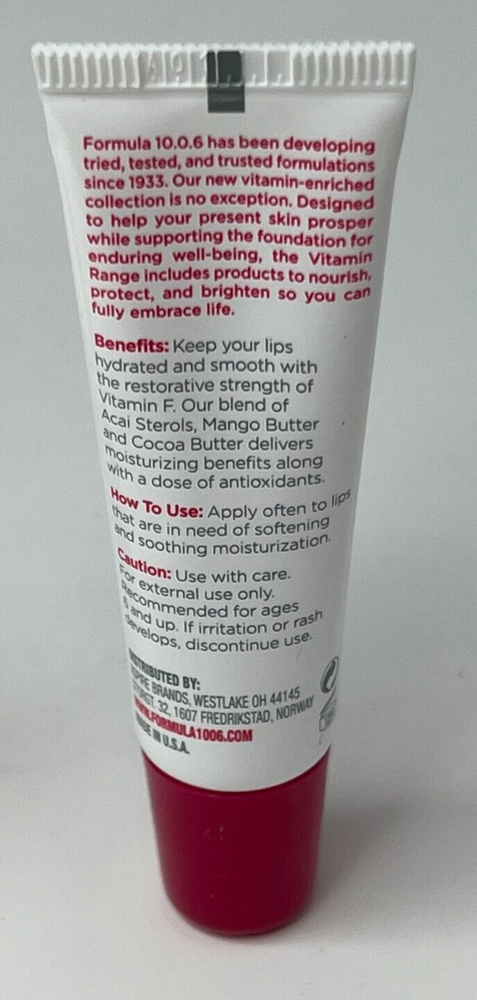 Formula 10.0.6 has been developing
tried, tested, and trusted formulations
since 1933. Our new vitamin-enriched
collection is no exception. Designed
to help your present skin prosper
while supporting the foundation for
enduring well-being, the Vitamin
Range includes products to nourish,
protect, and brighten so you can
fully embrace life.
Benefits: Keep your lips
hydrated and smooth with
the restorative strength of
Vitamin F. Our blend of
Acai Sterols, Mango Butter
and Cocoa Butter delivers
moisturizing benefits along
with a dose of antioxidants.
How To Use: Apply often to lips
that are in need of softening
and soothing moisturization.
Caution: Use with care.
For external use only.
Recommended for ages
and up. If irritation or rash
develops, discontinue use.
BY:
BRANDS, WESTLAKE OH 44145
32, 1607 FREDRIKSTAD, NORWAY
WWW.FORMULA1006.COM
MADE IN U.S.A.